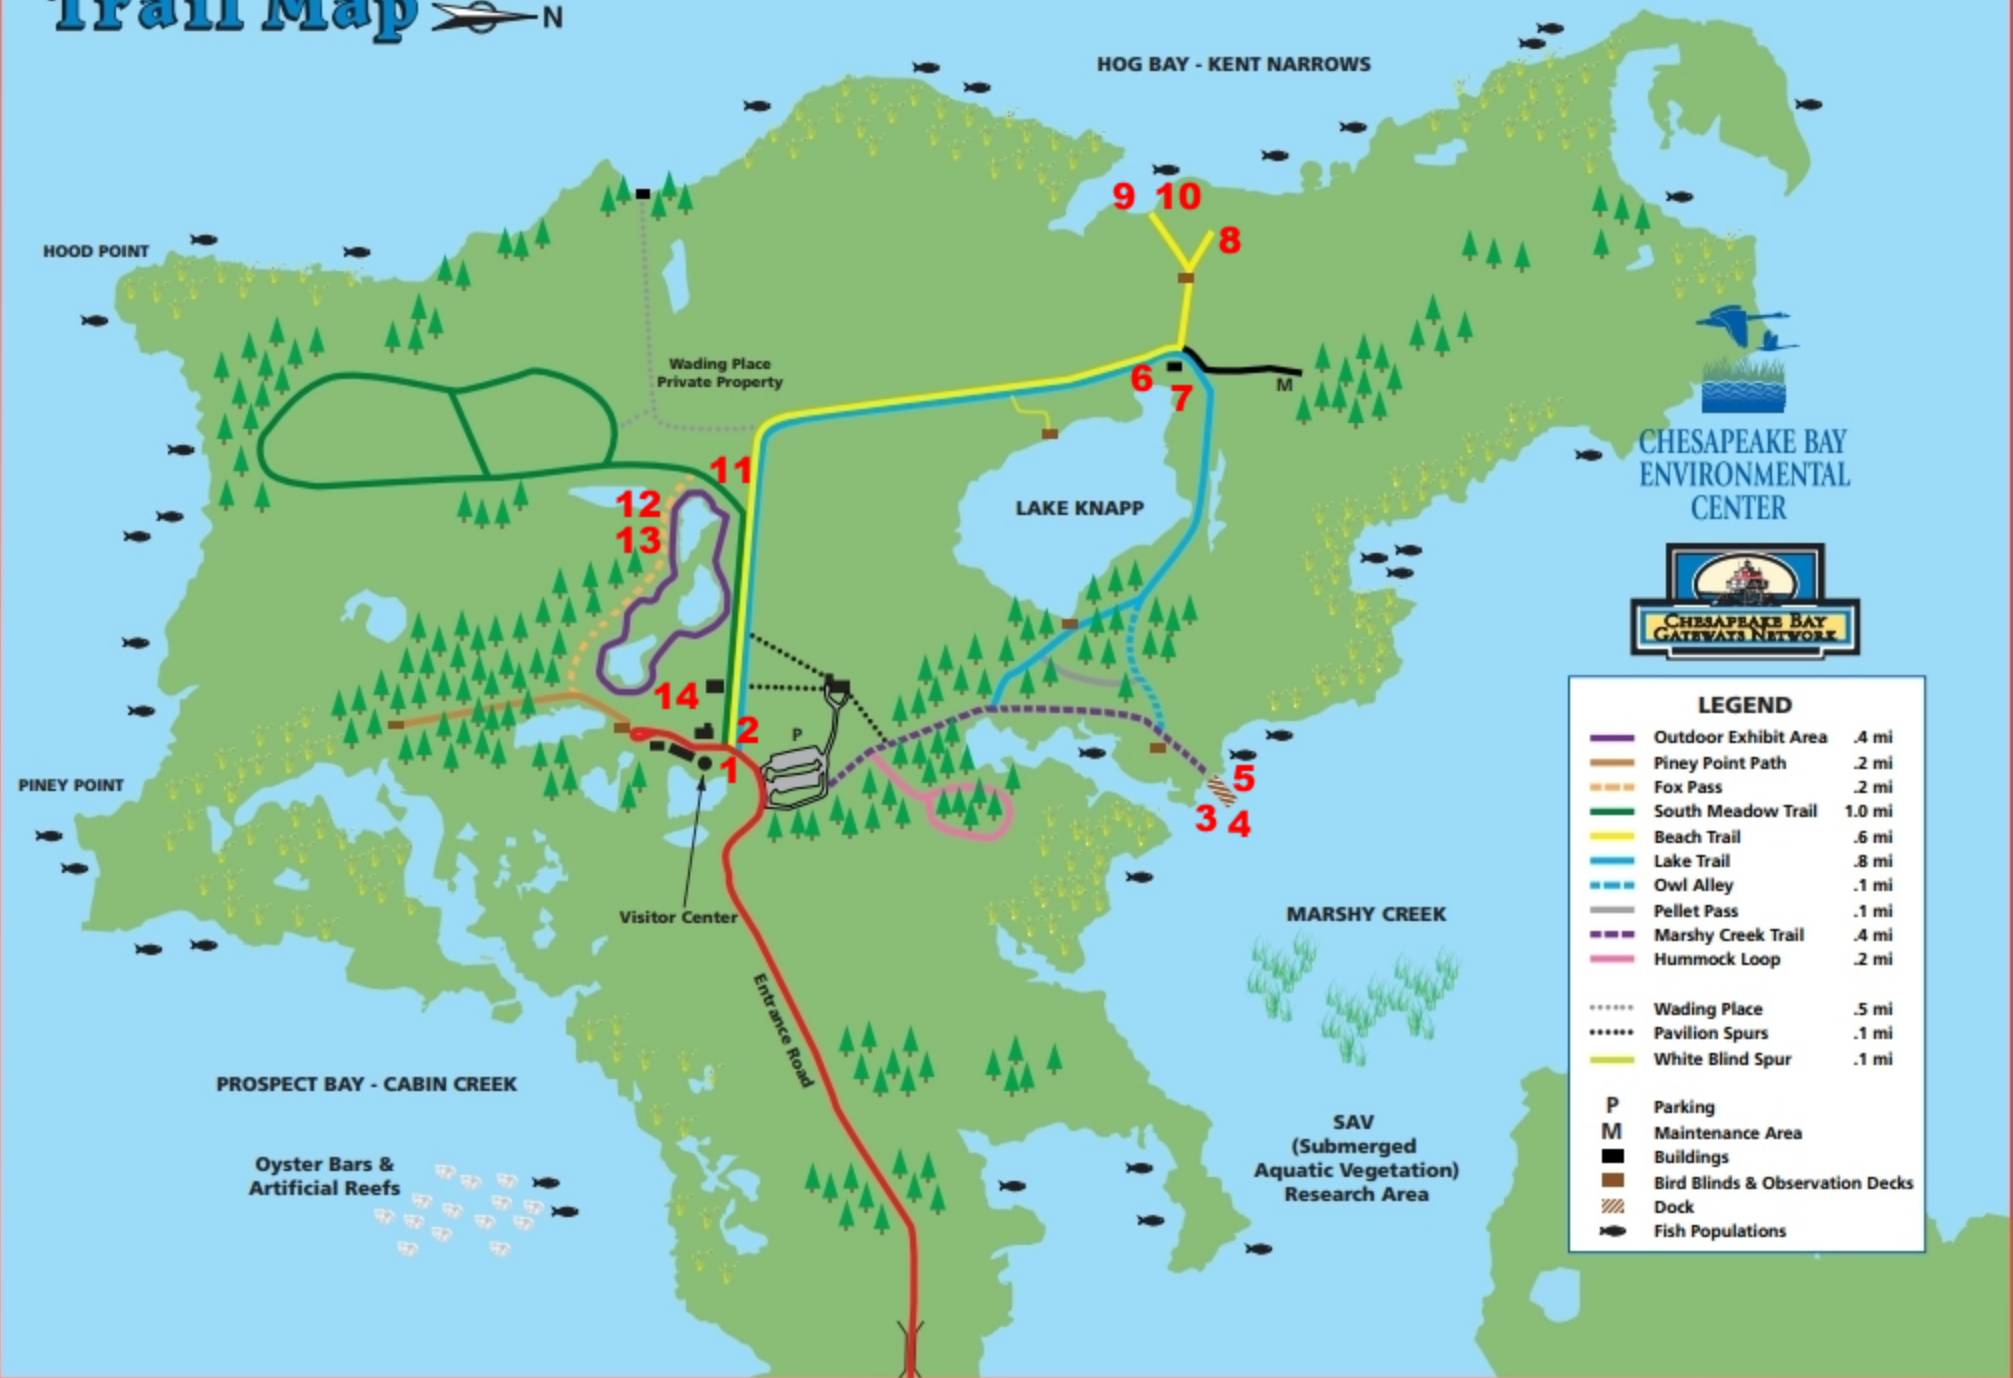 Trail Map
N
HOG BAY - KENT NARROWS
9 10
8
HOOD POINT
Wading Place
Private Property
6
7
M
11
12
13
LAKE KNAPP
CHESAPEAKE BAY
ENVIRONMENTAL
CENTER
CHESAPEAKE BAY
GATEWAYS NETWORK
14
2
P
1
PINEY POINT
5
3 4
Visitor Center
Entrance Road
MARSHY CREEK
PROSPECT BAY - CABIN CREEK
Oyster Bars &
Artificial Reefs
SAV
(Submerged
Aquatic Vegetation)
Research Area
LEGEND
Outdoor Exhibit Area .4 mi
Piney Point Path .2 mi
Fox Pass .2 mi
South Meadow Trail 1.0 mi
Beach Trail .6 mi
Lake Trail .8 mi
Owl Alley .1 mi
Pellet Pass .1 mi
Marshy Creek Trail .4 mi
Hummock Loop .2 mi
Wading Place .5 mi
Pavilion Spurs .1 mi
White Blind Spur .1 mi
P Parking
M Maintenance Area
Buildings
Bird Blinds & Observation Decks
Dock
Fish Populations